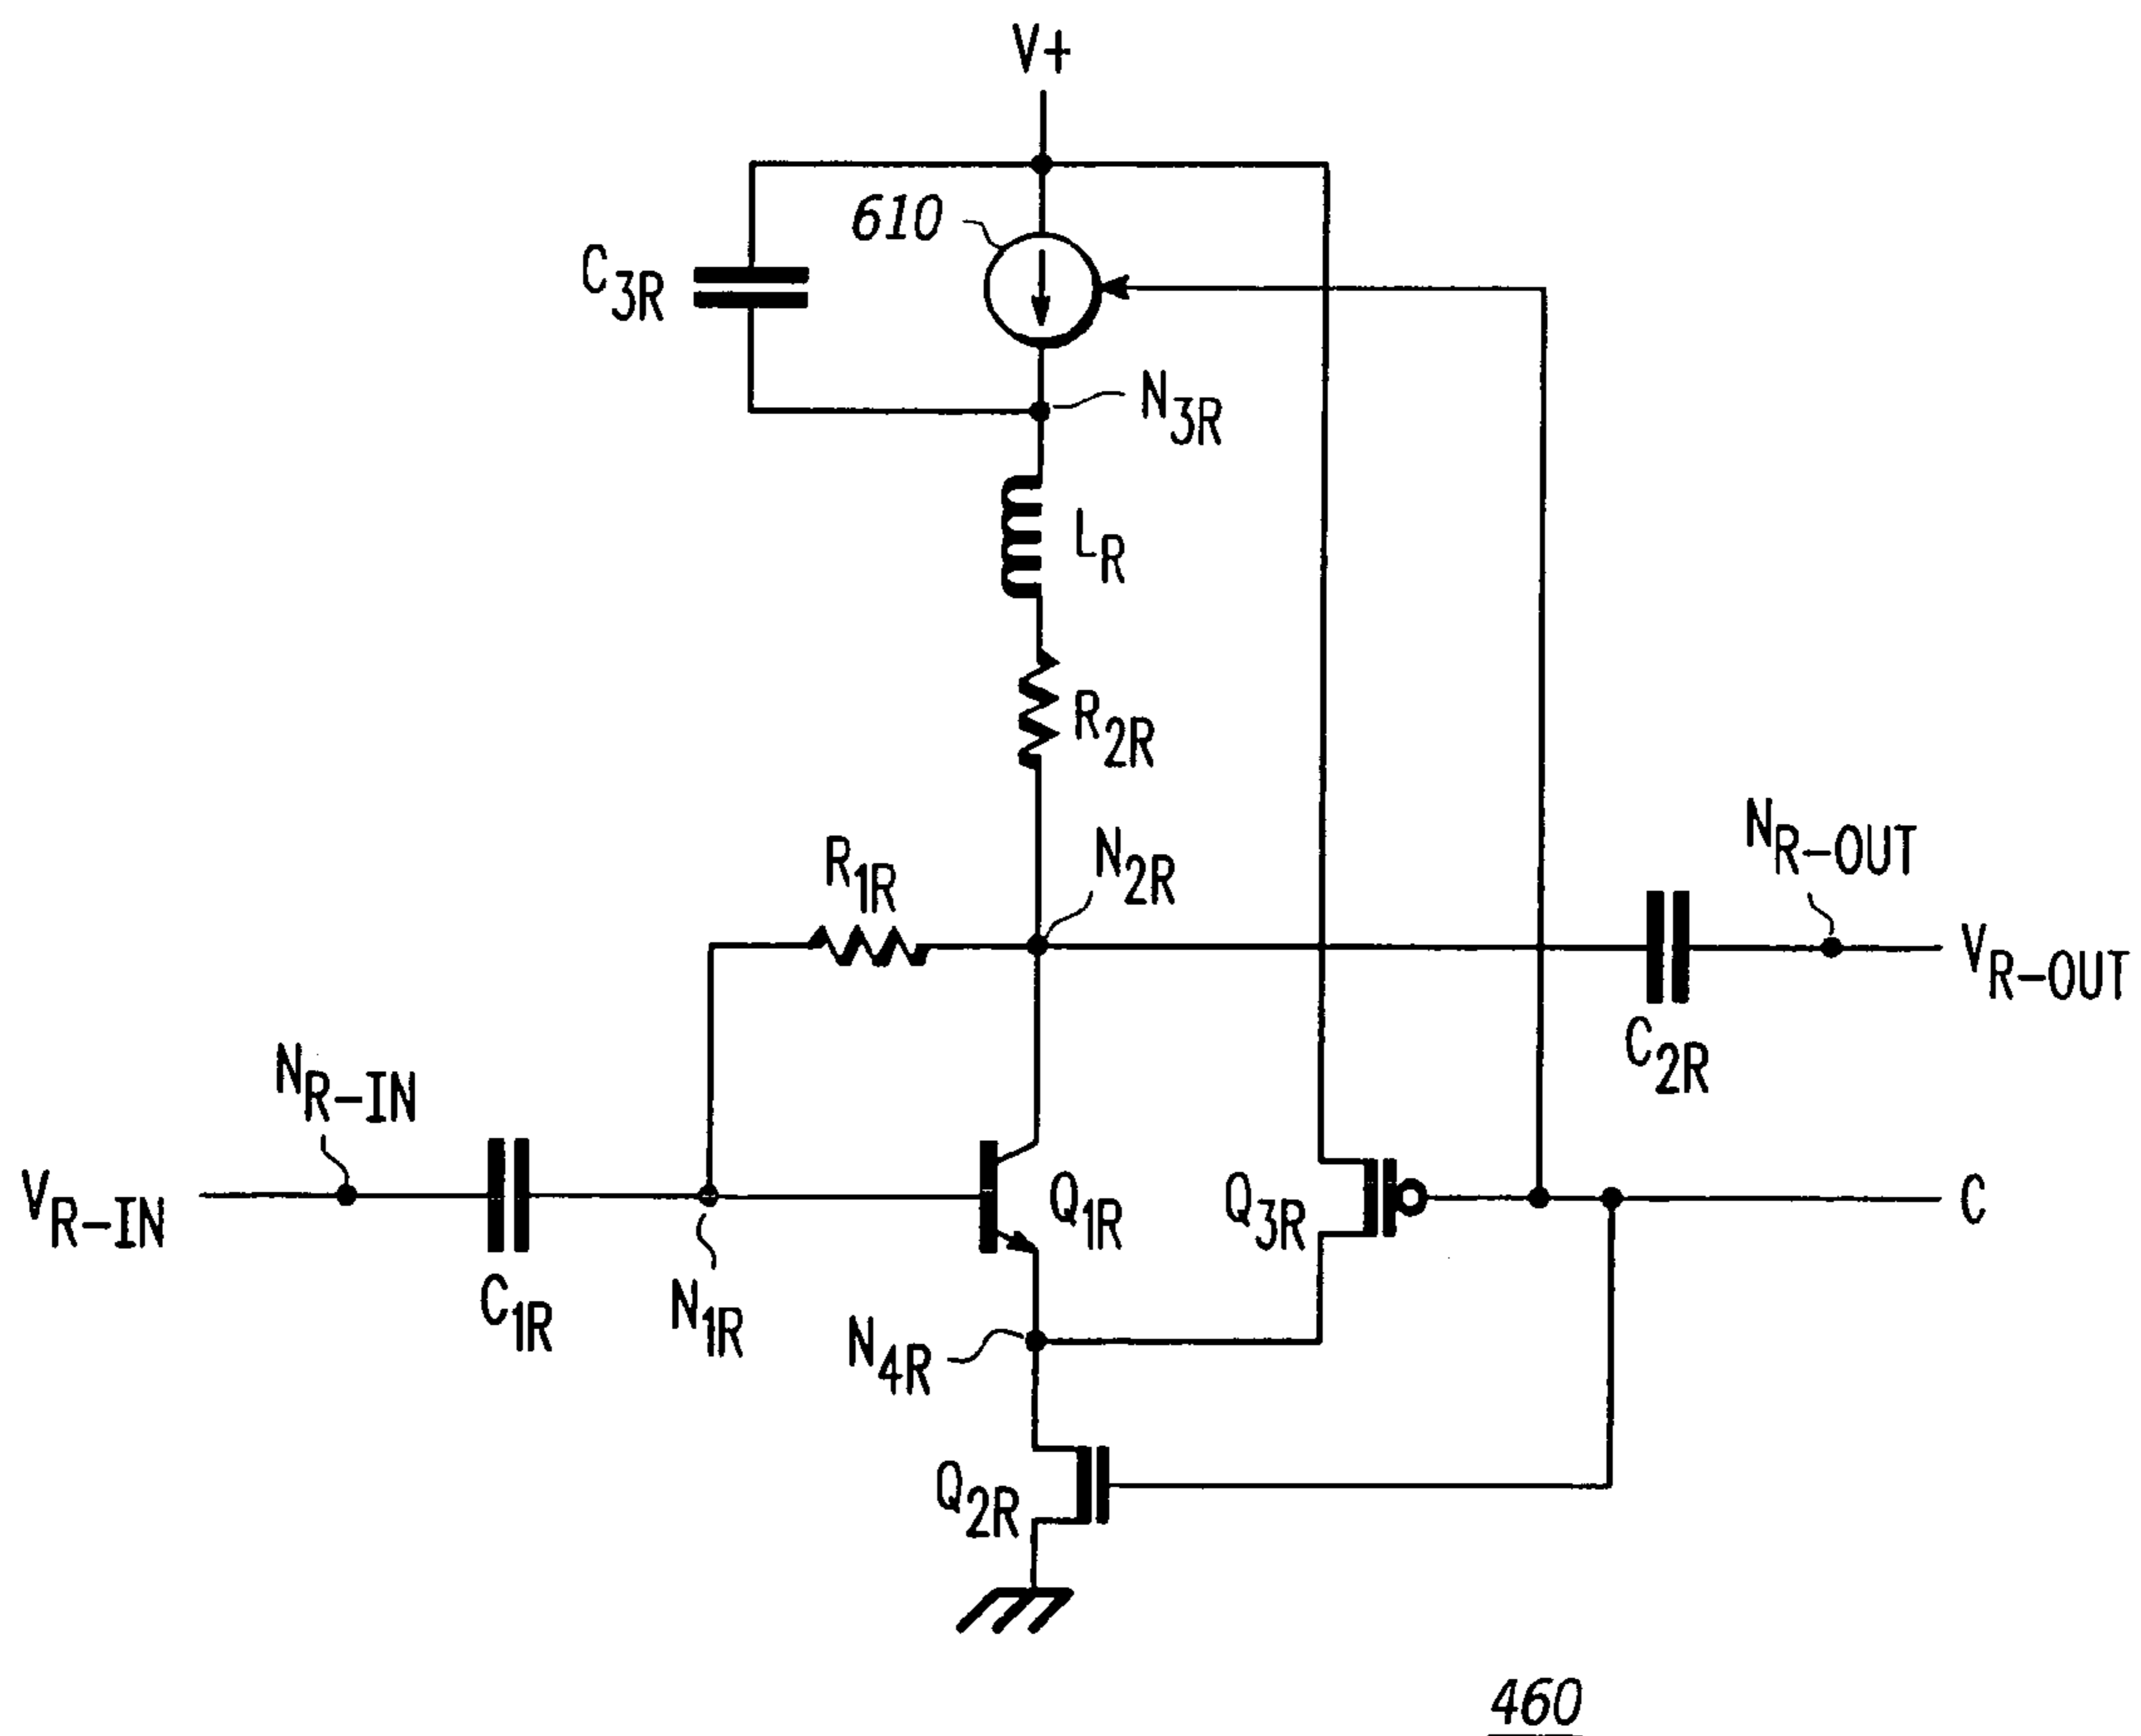 V+
610
C3R
N3R
LR
R2R
R1R
N2R
NR-OUT
VR-OUT
C2R
NR-IN
VR-IN
C1R
N1R
Q1R
Q3R
C
N4R
Q2R
460